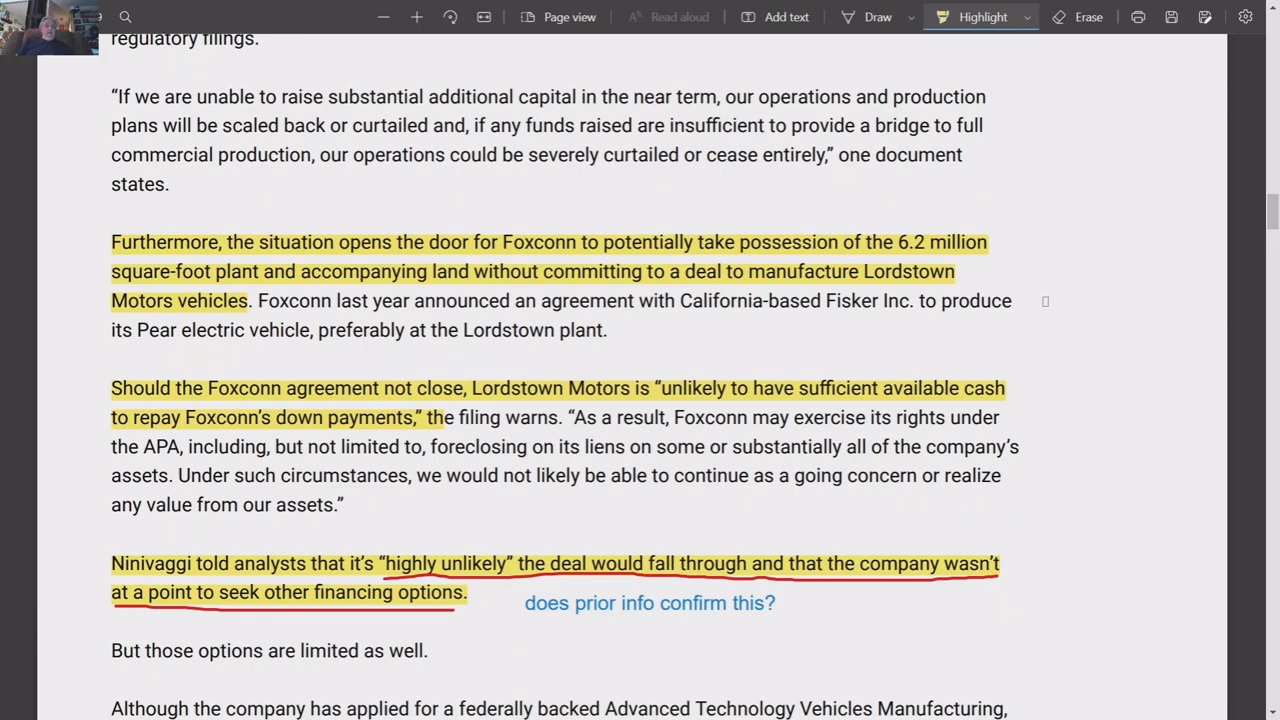 Page view
Read aloud
Add text
Draw
Highlight
Erase
regulatory filings.
“If we are unable to raise substantial additional capital in the near term, our operations and production
plans will be scaled back or curtailed and, if any funds raised are insufficient to provide a bridge to full
commercial production, our operations could be severely curtailed or cease entirely,” one document
states.
Furthermore, the situation opens the door for Foxconn to potentially take possession of the 6.2 million
square-foot plant and accompanying land without committing to a deal to manufacture Lordstown
Motors vehicles. Foxconn last year announced an agreement with California-based Fisker Inc. to produce
its Pear electric vehicle, preferably at the Lordstown plant.
Should the Foxconn agreement not close, Lordstown Motors is “unlikely to have sufficient available cash
to repay Foxconn’s down payments,” the filing warns. “As a result, Foxconn may exercise its rights under
the APA, including, but not limited to, foreclosing on its liens on some or substantially all of the company’s
assets. Under such circumstances, we would not likely be able to continue as a going concern or realize
any value from our assets.”
Ninivaggi told analysts that it’s “highly unlikely” the deal would fall through and that the company wasn’t
at a point to seek other financing options.
does prior info confirm this?
But those options are limited as well.
Although the company has applied for a federally backed Advanced Technology Vehicles Manufacturing,